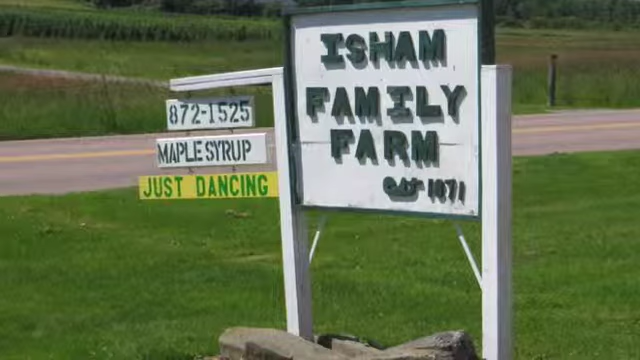 ISHAM
FAMILY
FARM
Est 1871
872-1525
MAPLE SYRUP
JUST DANCING